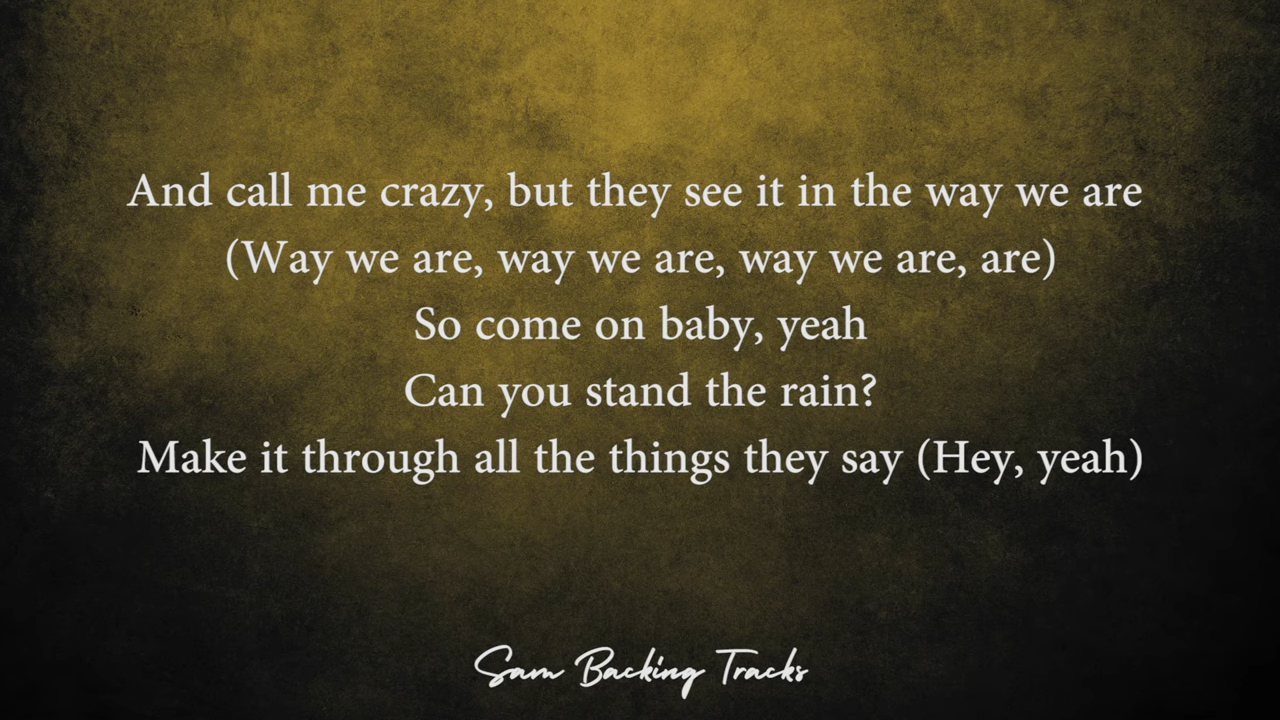 And call me crazy, but they see it in the way we are
(Way we are, way we are, way we are, are)
So come on baby, yeah
Can you stand the rain?
Make it through all the things they say (Hey, yeah)
Sam Backing Tracks